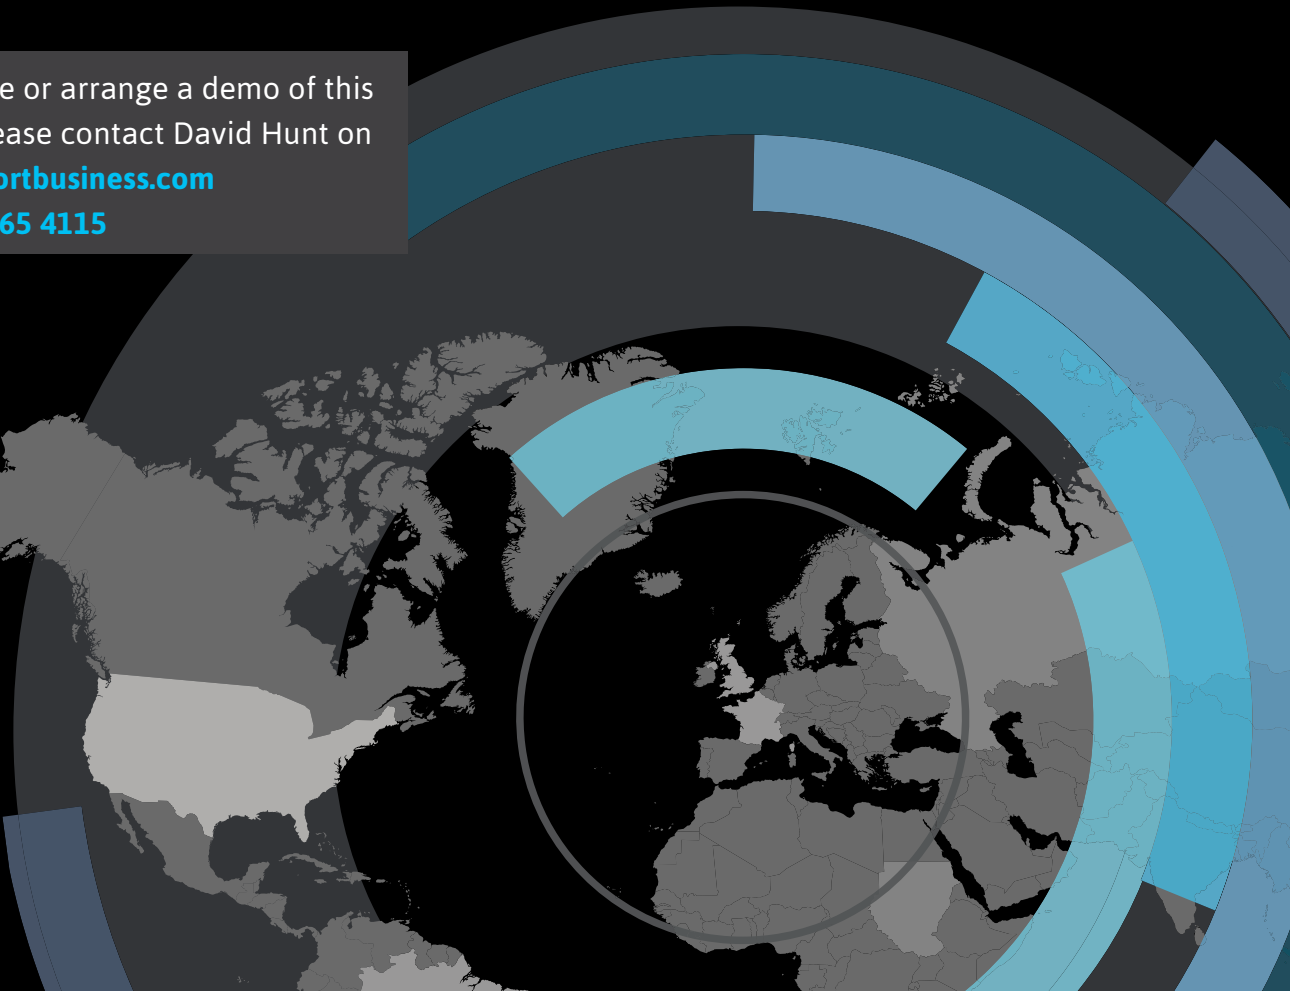 e or arrange a demo of this
ease contact David Hunt on
ortbusiness.com
65 4115